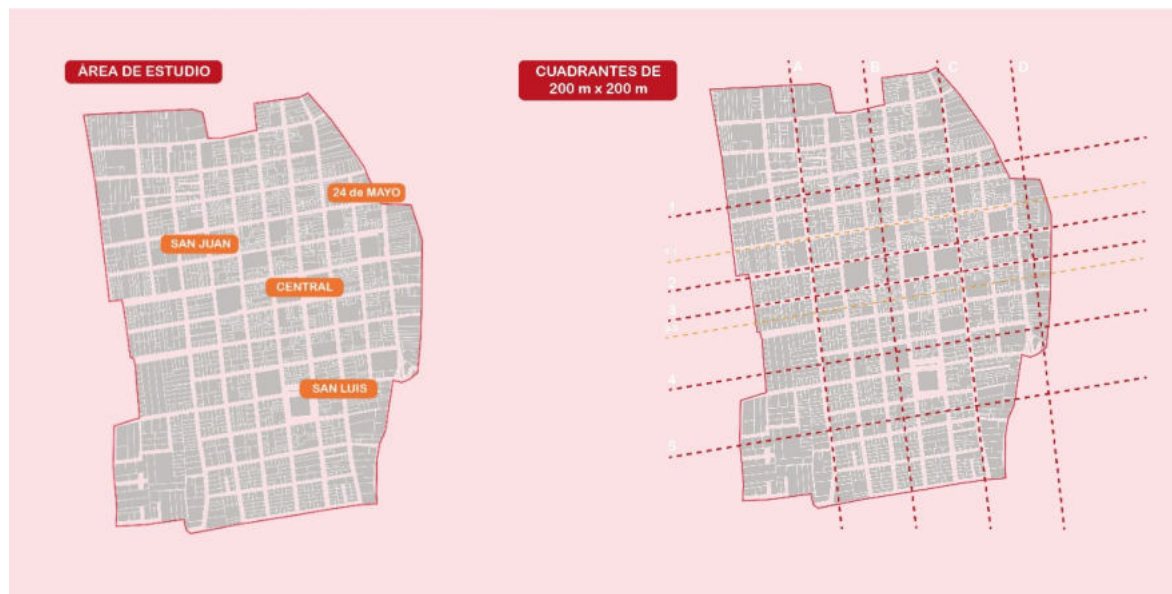 ÁREA DE ESTUDIO
24 de MAYO
SAN JUAN
CENTRAL
SAN LUIS
CUADRANTES DE
200 m x 200 m
A B C D
1
2
3
4
5